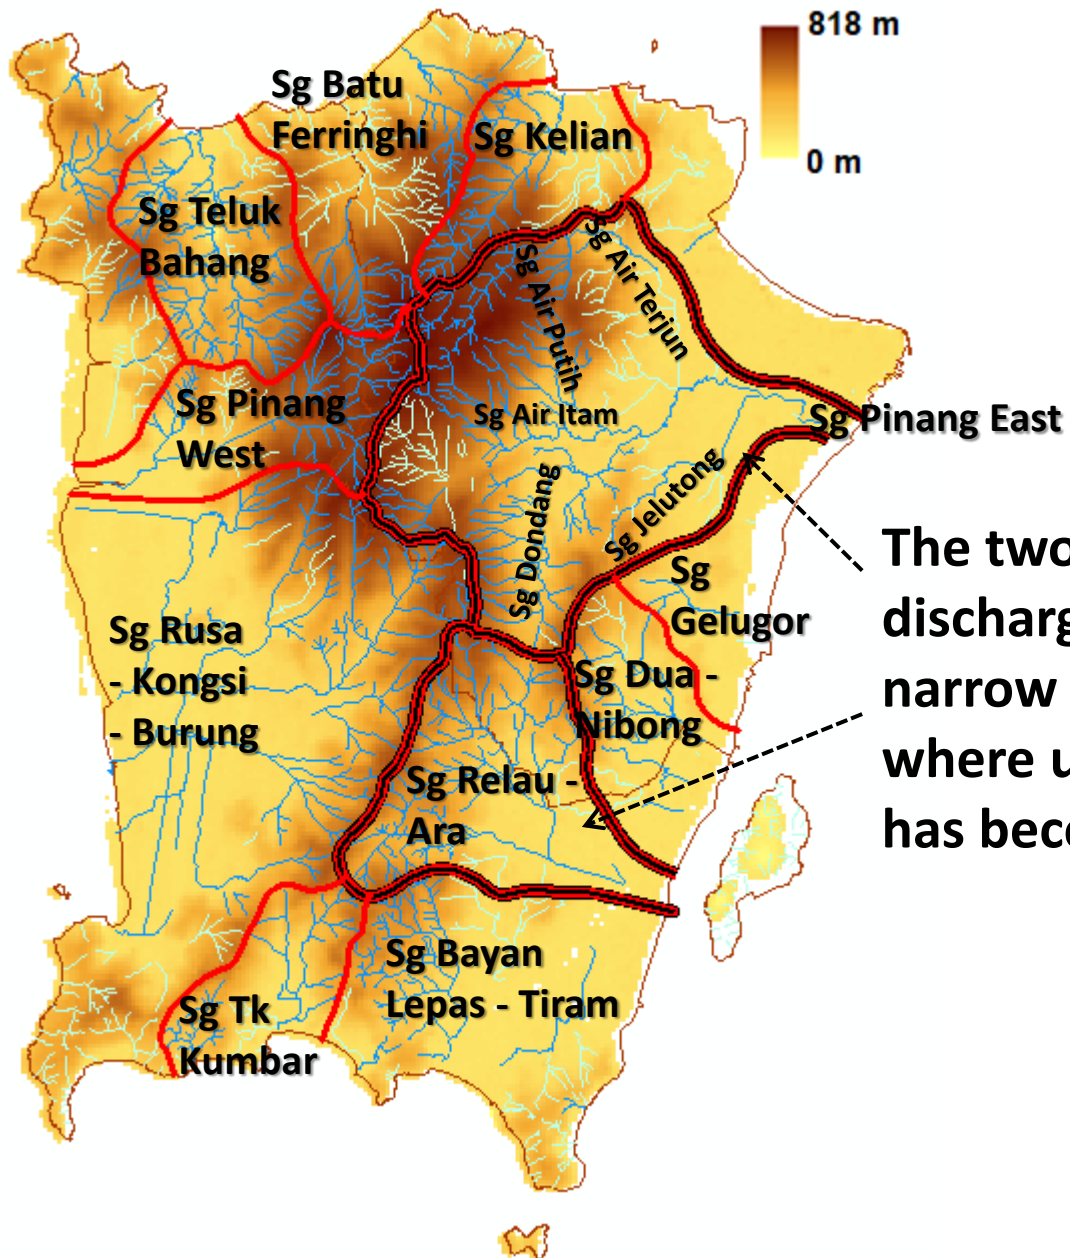 818 m
0 m
Sg Batu
Ferringhi
Sg Kelian
Sg Teluk
Bahang
Sg Air Terjun
Sg Air Putih
Sg Pinang
West
Sg Air Itam
Sg Pinang East
Sg Jelutong
Sg Dondang
Sg
Gelugor
The two
discharg
narrow
where u
has beco
Sg Rusa
- Kongsi
- Burung
Sg Dua -
Nibong
Sg Relau -
Ara
Sg Bayan
Lepas - Tiram
Sg Tk
Kumbar